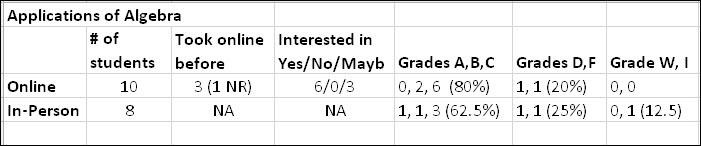 Applications of Algebra
# of students Took online before Interested in Yes/No/Mayb Grades A,B,C Grades D,F Grade W, I
Online 10 3 (1 NR) 6/0/3 0, 2, 6 (80%) 1, 1 (20%) 0, 0
In-Person 8 NA NA 1, 1, 3 (62.5%) 1, 1 (25%) 0, 1 (12.5)